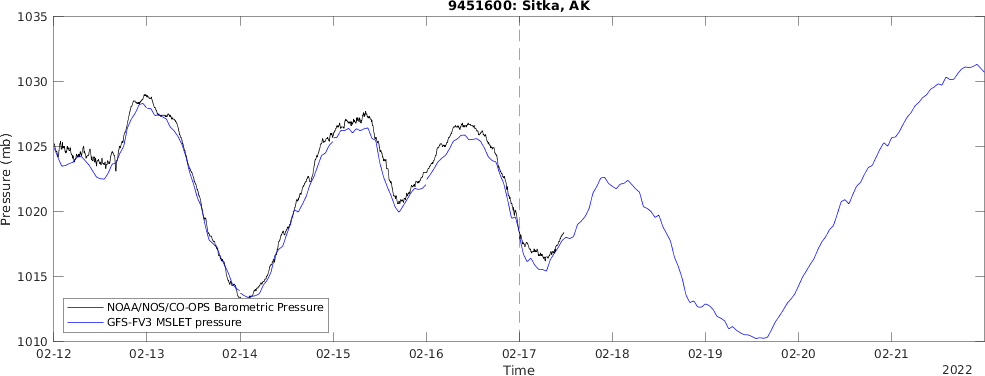 9451600: Sitka, AK
Pressure (mb)
1035
1030
1025
1020
1015
1010
NOAA/NOS/CO-OPS Barometric Pressure
GFS-FV3 MSLET pressure
02-12 02-13 02-14 02-15 02-16 02-17 02-18 02-19 02-20 02-21
Time
2022